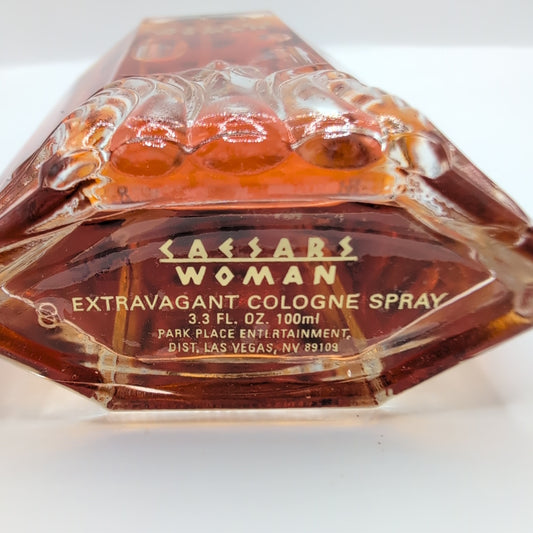 CAESARS
WOMAN
EXTRAVAGANT COLOGNE SPRAY
3.3 FL. OZ. 100ml
PARK PLACE ENTERTAINMENT,
DIST. LAS VEGAS, NV 89109